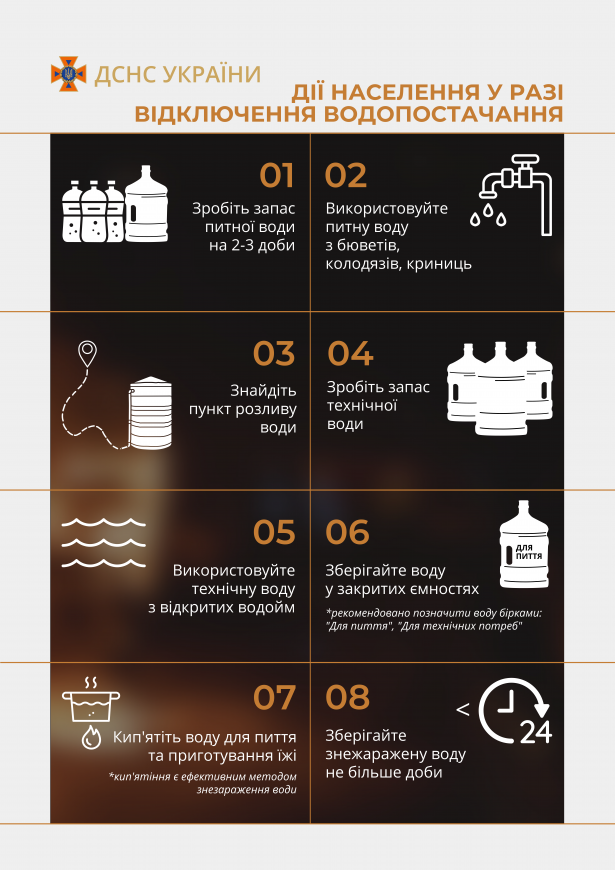 ДСНС УКРАЇНИ
ДІЇ НАСЕЛЕННЯ У РАЗІ
ВІДКЛЮЧЕННЯ ВОДОПОСТАЧАННЯ
01
Зробіть запас
питної води
на 2-3 доби
02
Використовуйте
питну воду
з бюветів,
колодязів, криниць
03
Знайдіть
пункт розливу
води
04
Зробіть запас
технічної
води
05
Використовуйте
технічну воду
з відкритих водойм
06
Зберігайте воду
у закритих ємностях
*рекомендовано позначити воду бірками:
"Для пиття", "Для технічних потреб"
ДЛЯ
ПИТТЯ
07
Кип'ятіть воду для пиття
та приготування їжі
*кип'ятіння є ефективним методом
знезараження води
08
Зберігайте
знежаражену воду
не більше доби
< 24